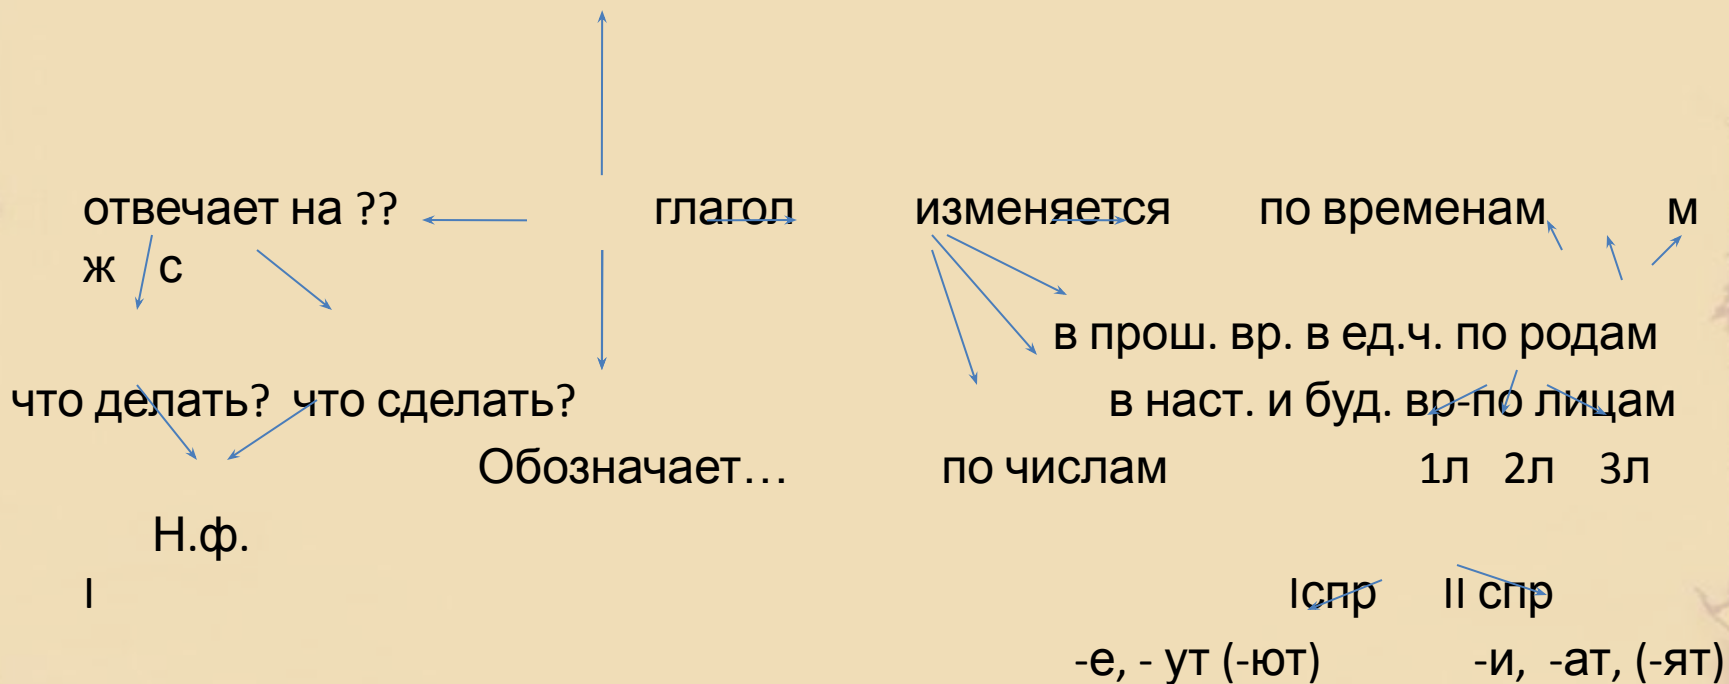 отвечает на ?? глагол изменяется по временам м
ж с
в прош. вр. в ед.ч. по родам
что делать? что сделать? в наст. и буд. вр-по лицам
Обозначает… по числам 1л 2л 3л
Н.ф.
I Iспр II спр
-е, - ут (-ют) -и, -ат, (-ят)